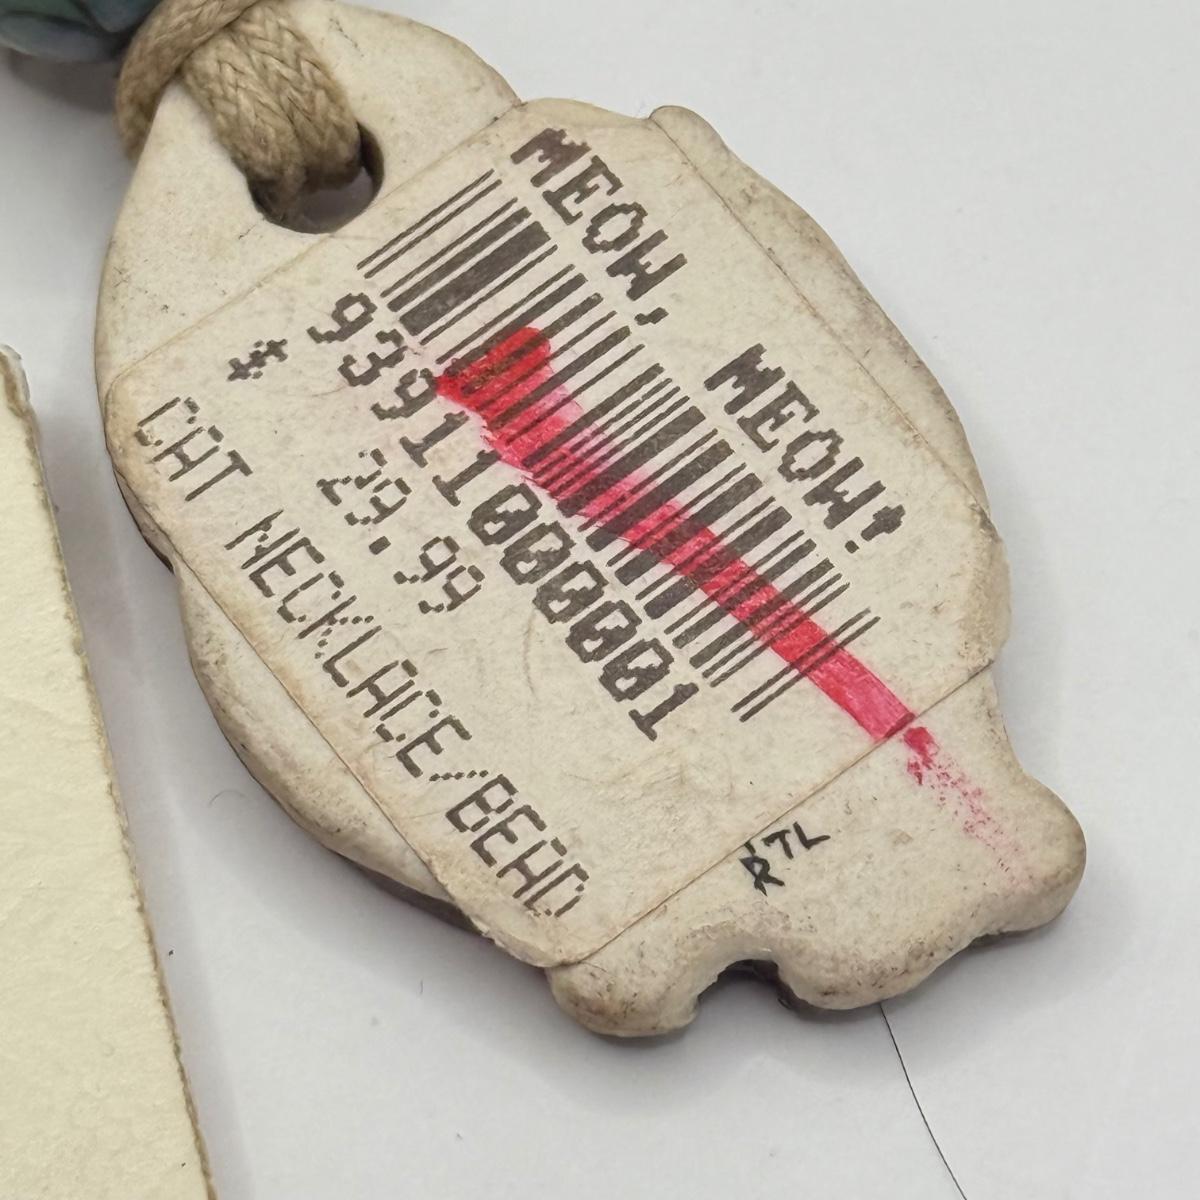 MEOW, MEOW!
93911000001
$ 29.99
CAT NECKLACE/BEAD
RTL